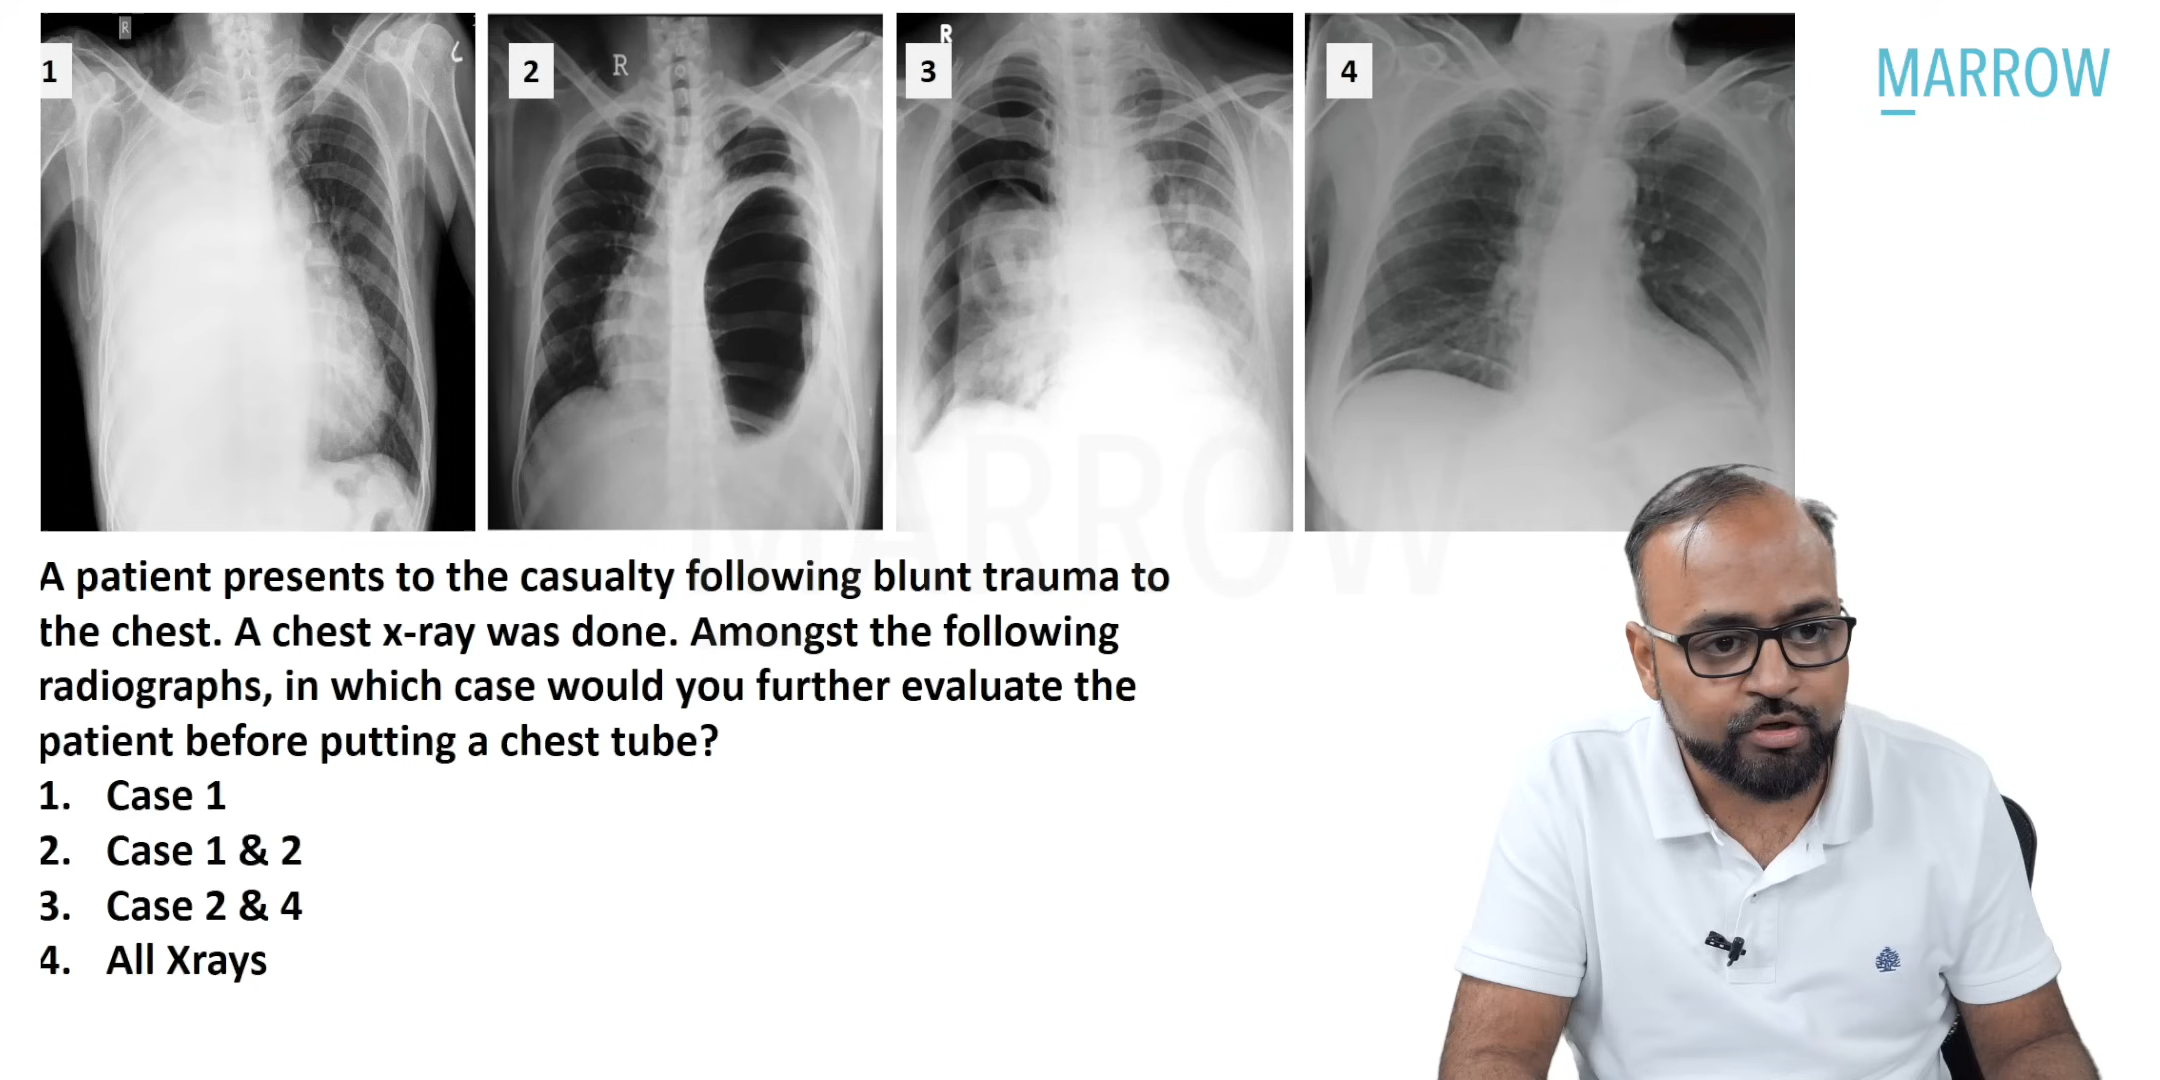 1
R
L
2
R
3
R
4
MARROW
MARROW
A patient presents to the casualty following blunt trauma to
the chest. A chest x-ray was done. Amongst the following
radiographs, in which case would you further evaluate the
patient before putting a chest tube?
1. Case 1
2. Case 1 & 2
3. Case 2 & 4
4. All Xrays